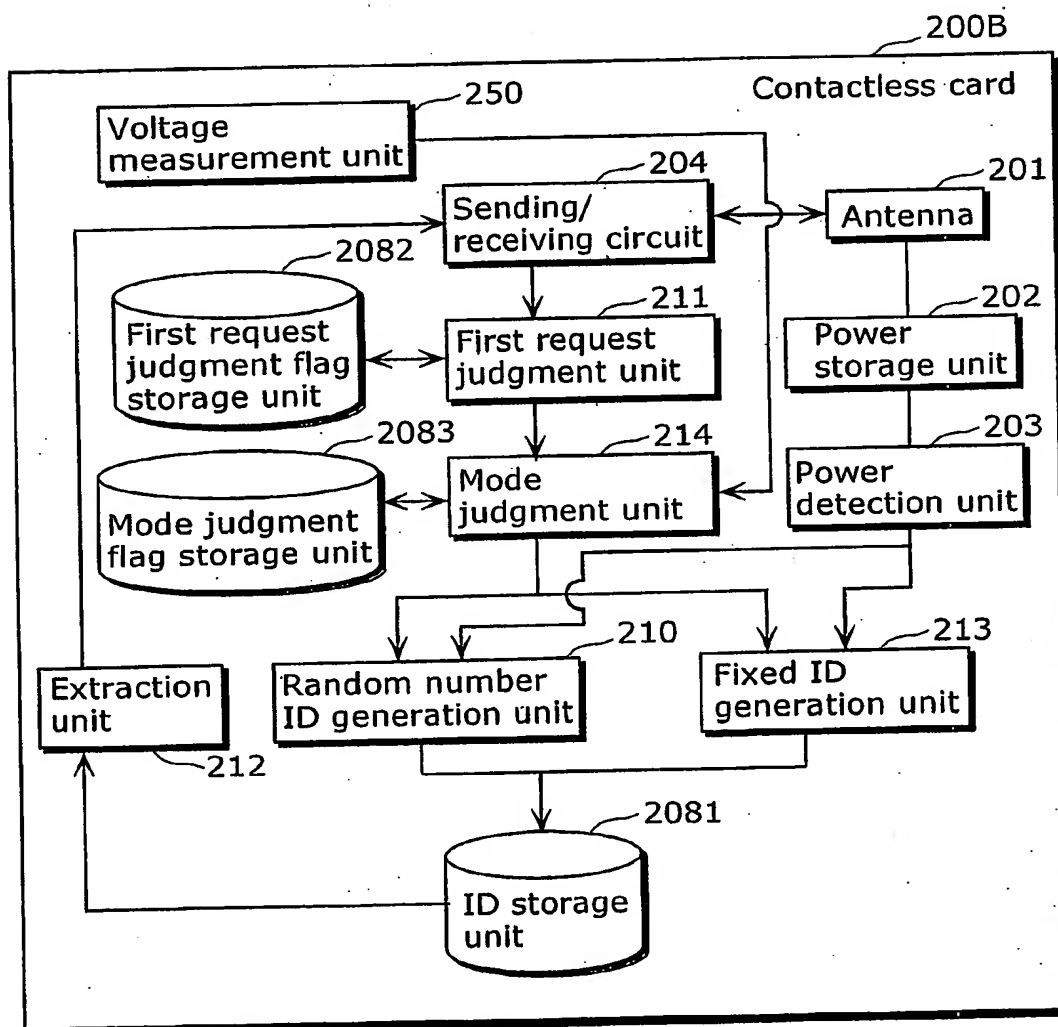 200B
Contactless card
250
Voltage
measurement unit
204
Sending/
receiving circuit
201
Antenna
2082
First request
judgment flag
storage unit
211
First request
judgment unit
202
Power
storage unit
2083
Mode judgment
flag storage unit
214
Mode
judgment unit
203
Power
detection unit
Extraction
unit
212
210
Random number
ID generation unit
213
Fixed ID
generation unit
2081
ID storage
unit